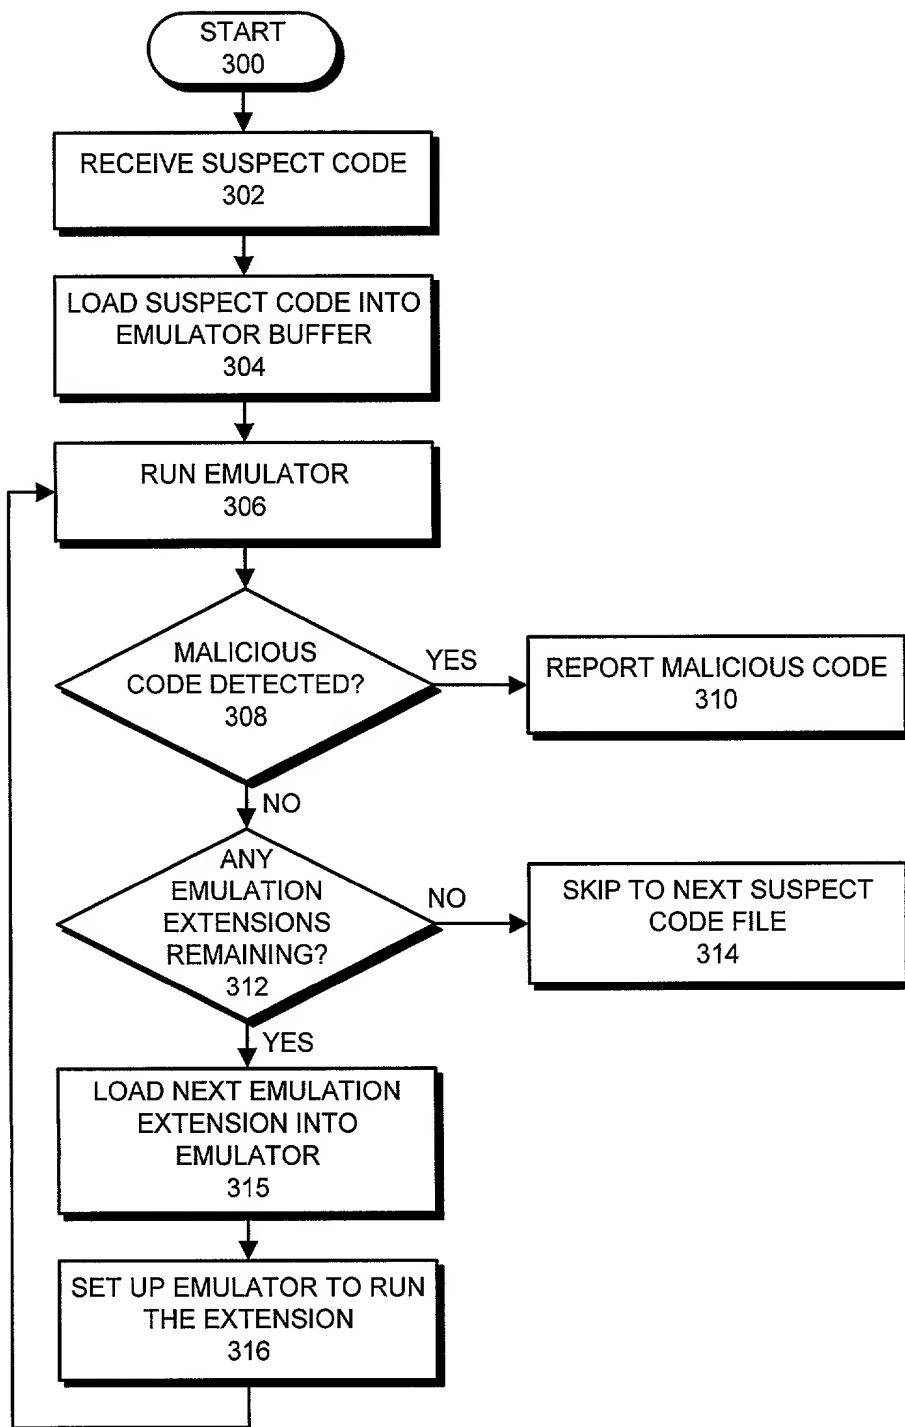 START
300
RECEIVE SUSPECT CODE
302
LOAD SUSPECT CODE INTO
EMULATOR BUFFER
304
RUN EMULATOR
306
MALICIOUS
CODE DETECTED?
308
YES
REPORT MALICIOUS CODE
310
NO
ANY
EMULATION
EXTENSIONS
REMAINING?
312
NO
SKIP TO NEXT SUSPECT
CODE FILE
314
YES
LOAD NEXT EMULATION
EXTENSION INTO
EMULATOR
315
SET UP EMULATOR TO RUN
THE EXTENSION
316